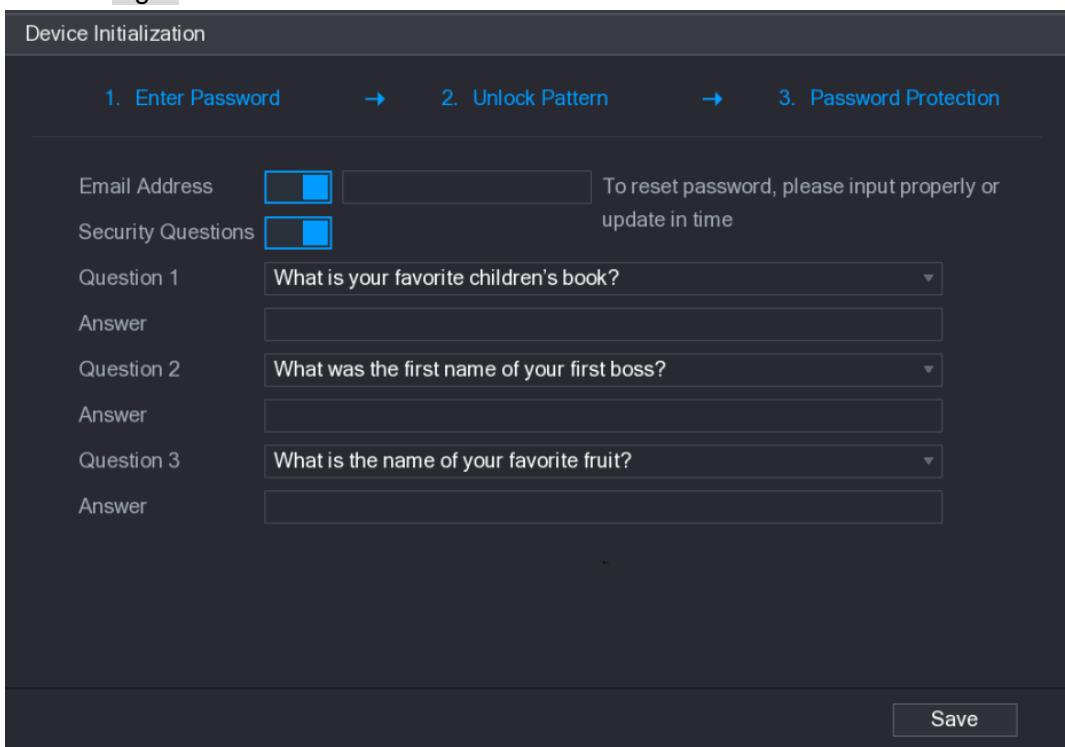 Device Initialization
1. Enter Password → 2. Unlock Pattern → 3. Password Protection
Email Address
To reset password, please input properly or
update in time
Security Questions
Question 1
What is your favorite children's book?
Answer
Question 2
What was the first name of your first boss?
Answer
Question 3
What is the name of your favorite fruit?
Answer
Save